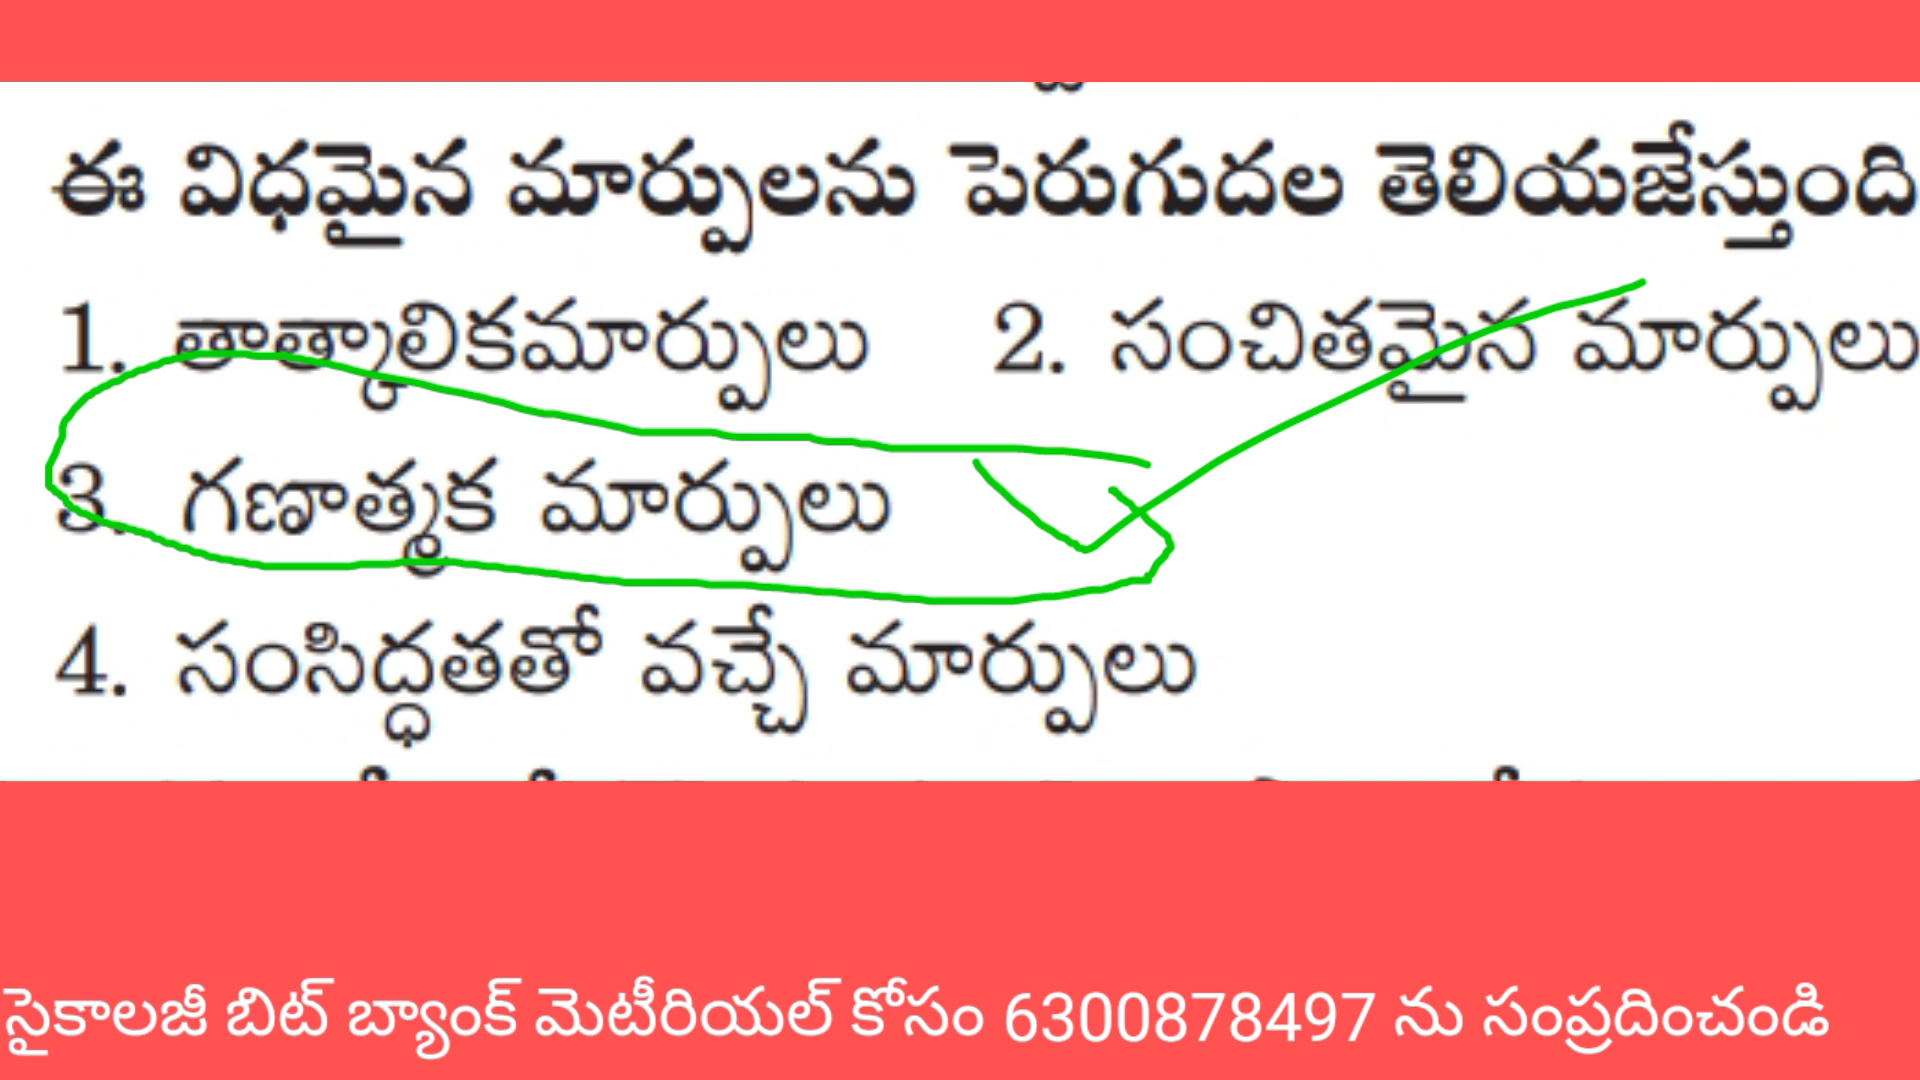 ఈ విధమైన మార్పులను పెరుగుదల తెలియజేస్తుంది
1. తాత్కాలికమార్పులు 2. సంచితమైన మార్పులు
3. గణాత్మక మార్పులు
4. సంసిద్ధతతో వచ్చే మార్పులు
సైకాలజీ బిట్ బ్యాంక్ మెటీరియల్ కోసం 6300878497 ను సంప్రదించండి